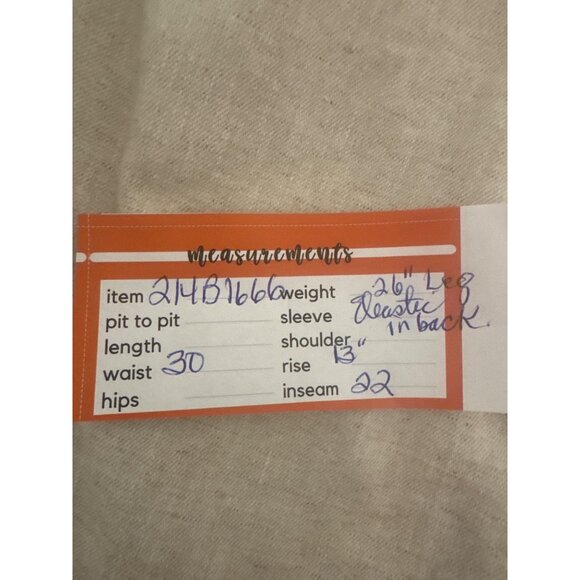 measurements
item 214B1666 weight 26" Leg
pit to pit sleeve Elastic
length shoulder in back
waist 30 rise 13"
hips inseam 22